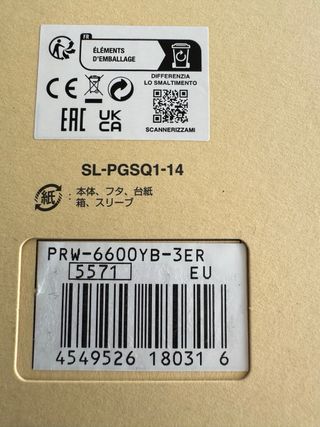 FR
ÉLÉMENTS
D'EMBALLAGE
CE
DIFFERENZIA
LO SMALTIMENTO
EAC
UK
CA
SCANNERIZZAMI
SL-PGSQ1-14
紙 : 本体、フタ、台紙
箱、スリーブ
PRW-6600YB-3ER
5571 EU
4549526 18031 6